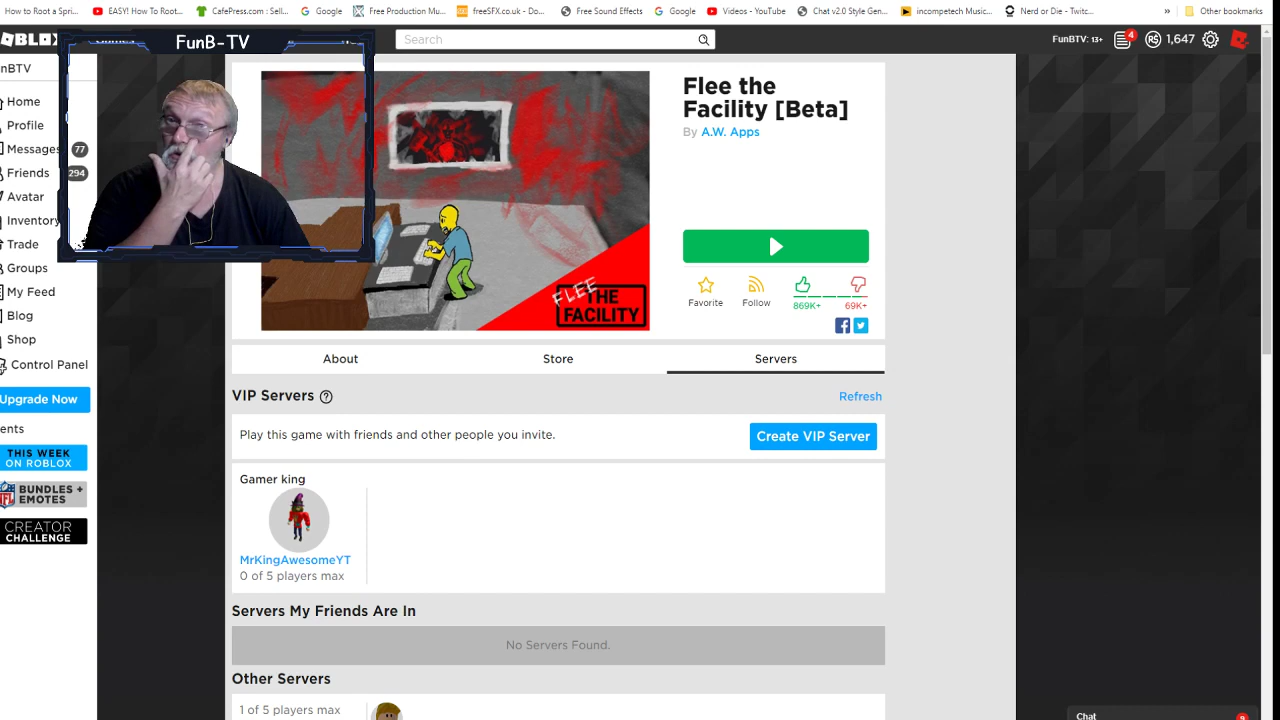 How to Root a Spri...
EASY! How To Root...
CafePress.com : Sell...
Google
Free Production Mu...
freeSFX.co.uk - Do...
Free Sound Effects
Google
Videos - YouTube
Chat v2.0 Style Gen...
incompetech Music...
Nerd or Die - Twitc...
»
Other bookmarks
ROBLOX
FunB-TV
Search
FunBTV: 13+
4
1,647
nBTV
Home
Profile
Messages
77
Friends
294
Avatar
Inventory
Trade
Groups
My Feed
Blog
Shop
Control Panel
Upgrade Now
ents
THIS WEEK
ON ROBLOX
NFL
BUNDLES +
EMOTES
CREATOR
CHALLENGE
FLEE
THE
FACILITY
Flee the
Facility [Beta]
By A.W. Apps
Favorite
Follow
869K+
69K+
About
Store
Servers
VIP Servers
Refresh
Play this game with friends and other people you invite.
Create VIP Server
Gamer king
MrKingAwesomeYT
0 of 5 players max
Servers My Friends Are In
No Servers Found.
Other Servers
1 of 5 players max
Chat
9